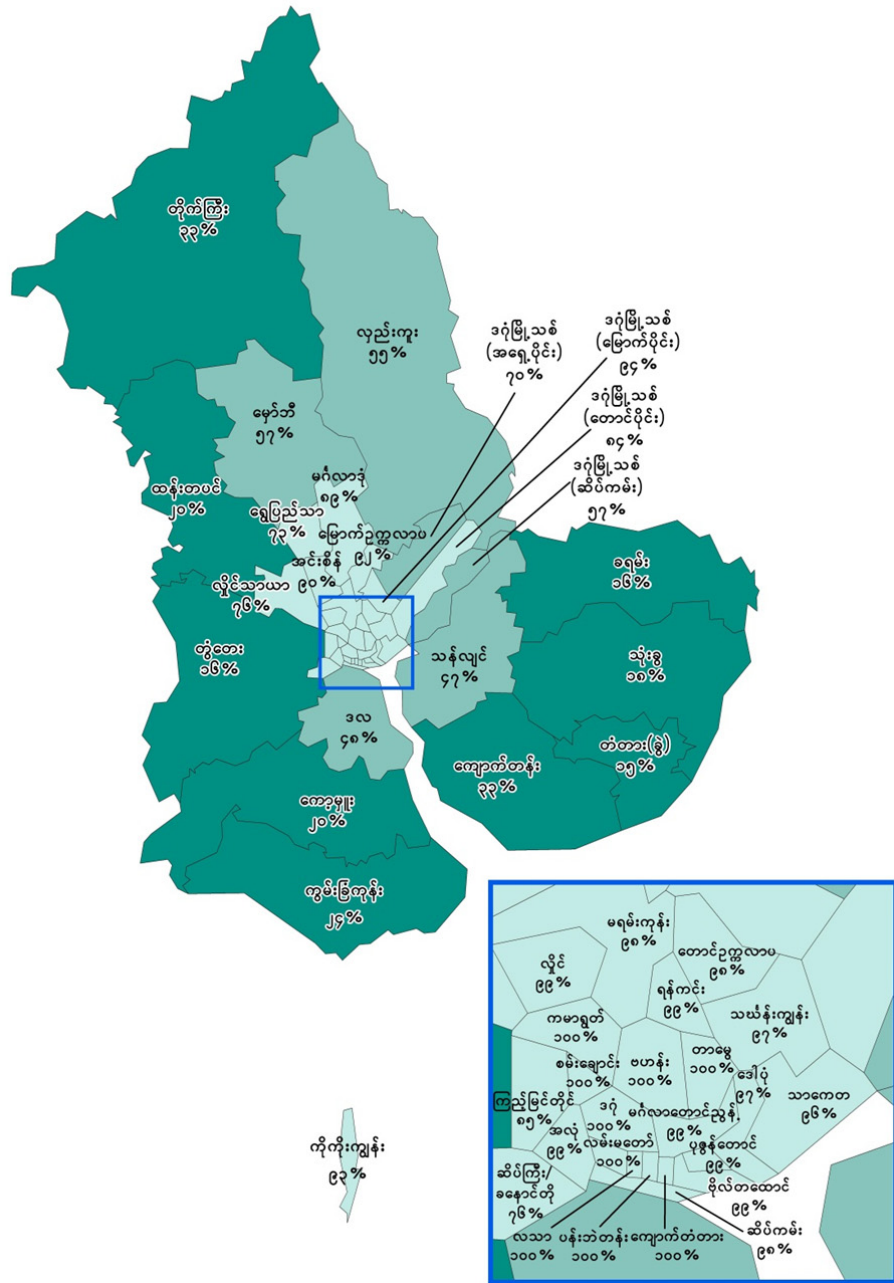 တိုက်ကြီး
၃၃%
လှည်းကူး
၅၅%
ဒဂုံမြို့သစ်
(အရှေ့ပိုင်း)
၇၀%
ဒဂုံမြို့သစ်
(မြောက်ပိုင်း)
၉၄%
ဒဂုံမြို့သစ်
(တောင်ပိုင်း)
၈၄%
ဒဂုံမြို့သစ်
(ဆိပ်ကမ်း)
၅၇%
မှော်ဘီ
၅၇%
မင်္ဂလာဒုံ
၈၉%
ထန်းတပင်
၂၀%
ရွှေပြည်သာ
၇၃%
မြောက်ဥက္ကလာပ
၉၂%
အင်းစိန်
၉၀%
လှိုင်သာယာ
၇၆%
ခရမ်း
၁၆%
တွံတေး
၁၆%
သန်လျင်
၄၇%
သုံးခွ
၁၈%
ဒလ
၄၈%
တံတား(ခွဲ)
၁၅%
ကျောက်တန်း
၃၃%
ကော့မှူး
၂၀%
ကွမ်းခြံကုန်း
၂၄%
ကိုကိုးကျွန်း
၉၃%
မရမ်းကုန်း
၉၈%
တောင်ဥက္ကလာပ
၉၈%
လှိုင်
၉၉%
ရန်ကင်း
၉၉%
သင်္ဃန်းကျွန်း
၉၇%
ကမာရွတ်
၁၀၀%
စမ်းချောင်း
၁၀၀%
ဗဟန်း
၁၀၀%
တာမွေ
၁၀၀%
ဒေါပုံ
၉၇%
သာကေတ
၉၆%
ကြည့်မြင်တိုင်
၈၅%
ဒဂုံ
၁၀၀%
မင်္ဂလာတောင်ညွန့်
၉၉%
အလုံ
၉၉%
လမ်းမတော်
၁၀၀%
ပုဇွန်တောင်
၉၉%
ဆိပ်ကြီး/
ခနောင်တို
၇၆%
ဗိုလ်တထောင်
၉၉%
ဆိပ်ကမ်း
၉၈%
လသာ
၁၀၀%
ပန်းဘဲတန်း
၁၀၀%
ကျောက်တံတား
၁၀၀%